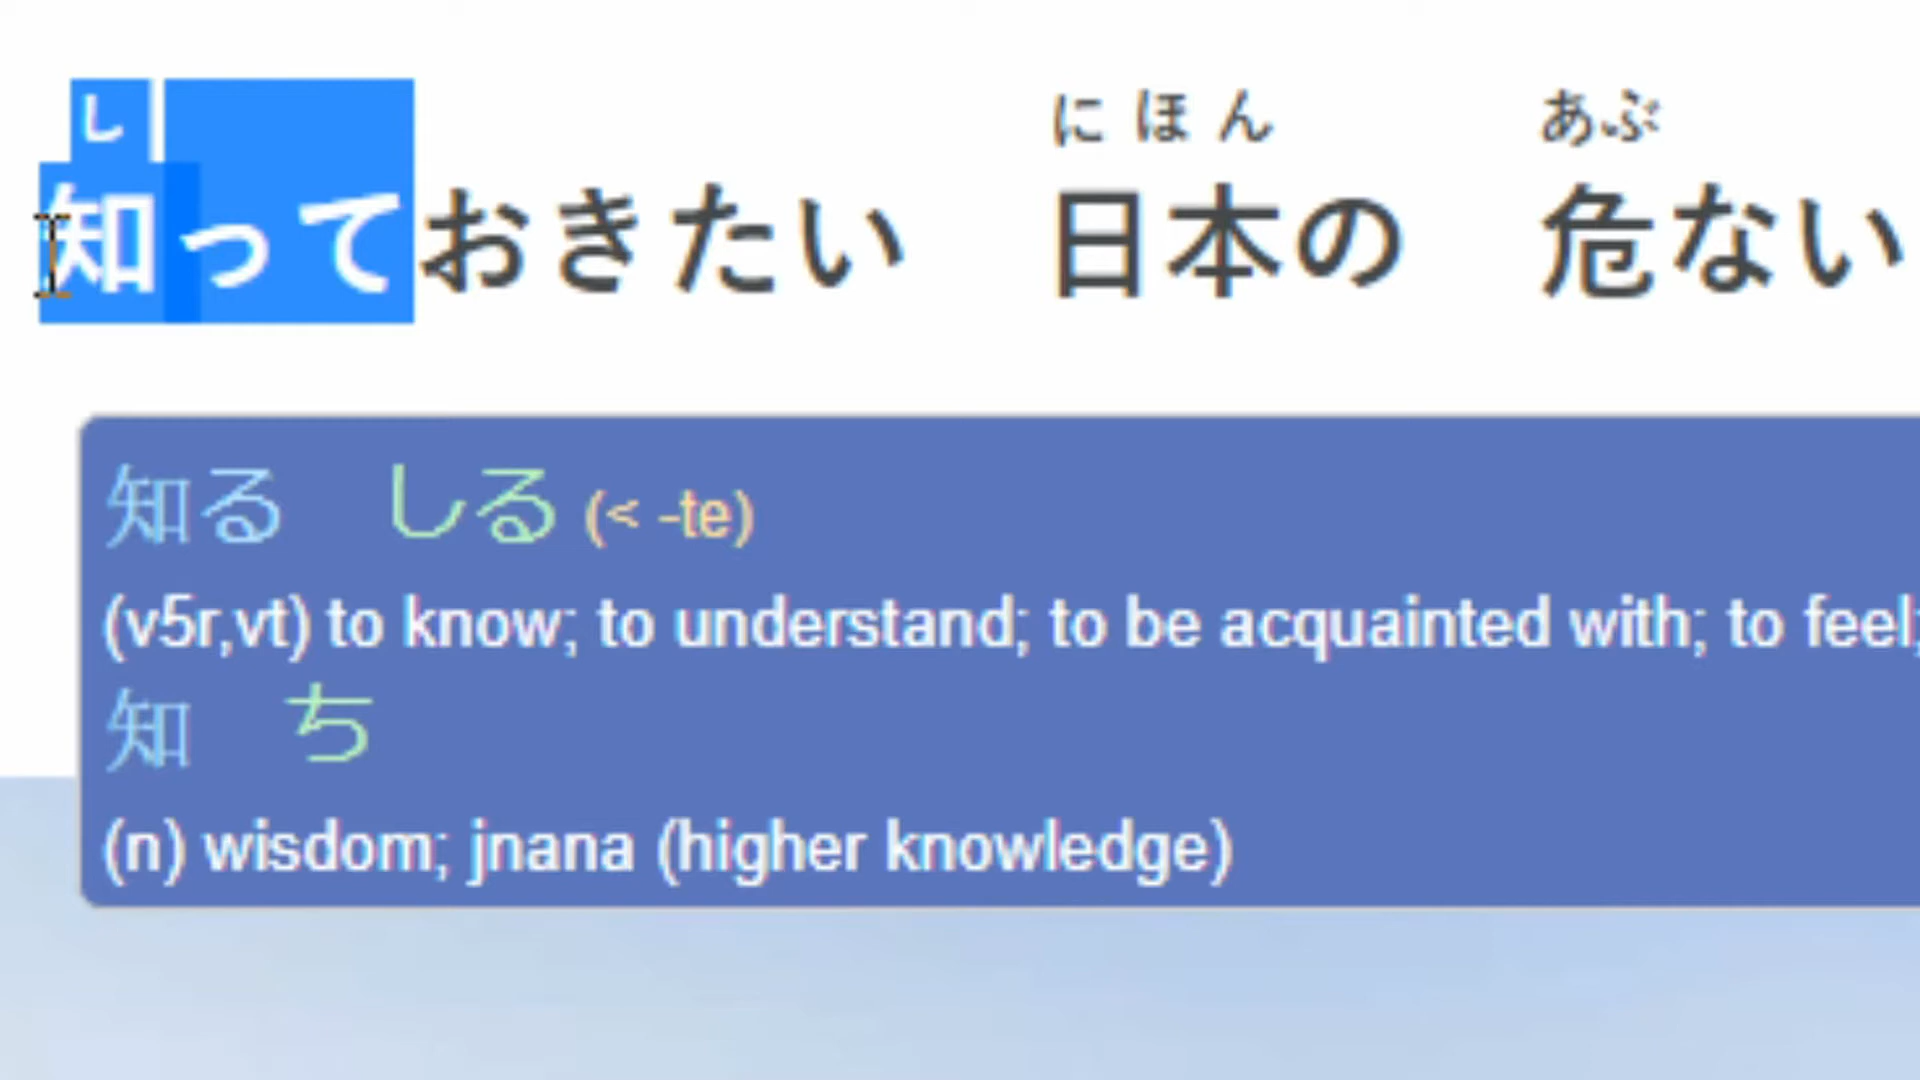 し にほん あぶ
知っておきたい 日本の 危ない
知る しる (< -te)
(v5r,vt) to know; to understand; to be acquainted with; to feel;
知 ち
(n) wisdom; jnana (higher knowledge)